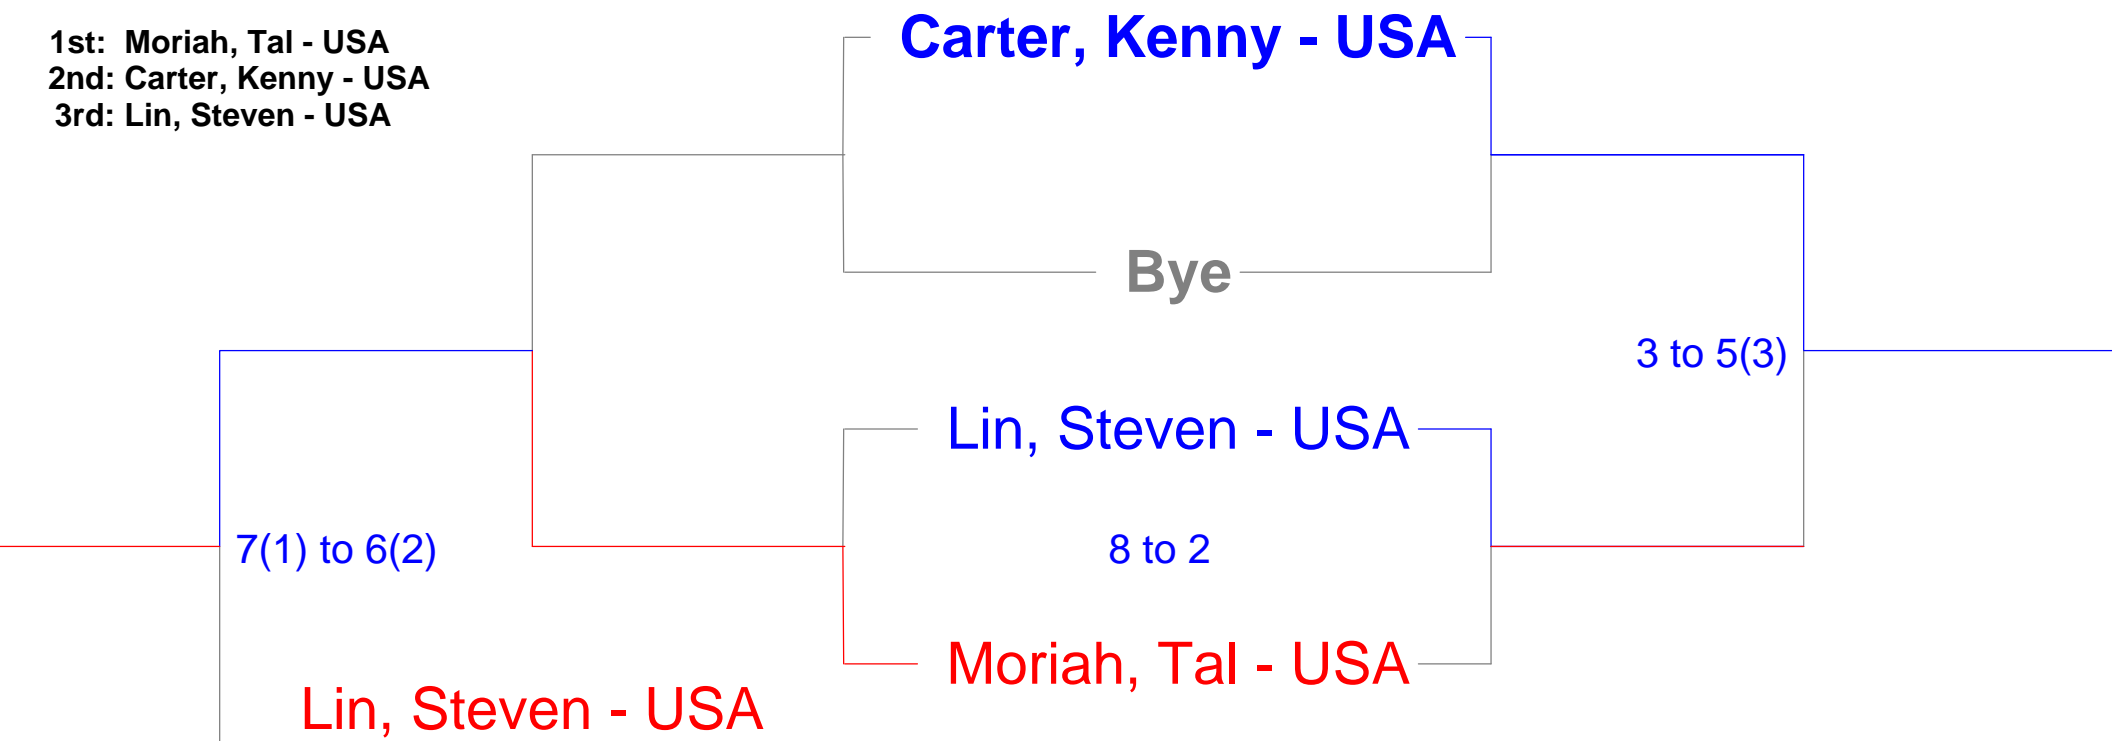 1st: Moriah, Tal - USA
2nd: Carter, Kenny - USA
3rd: Lin, Steven - USA
Carter, Kenny - USA
Bye
3 to 5(3)
Lin, Steven - USA
7(1) to 6(2)
8 to 2
Moriah, Tal - USA
Lin, Steven - USA